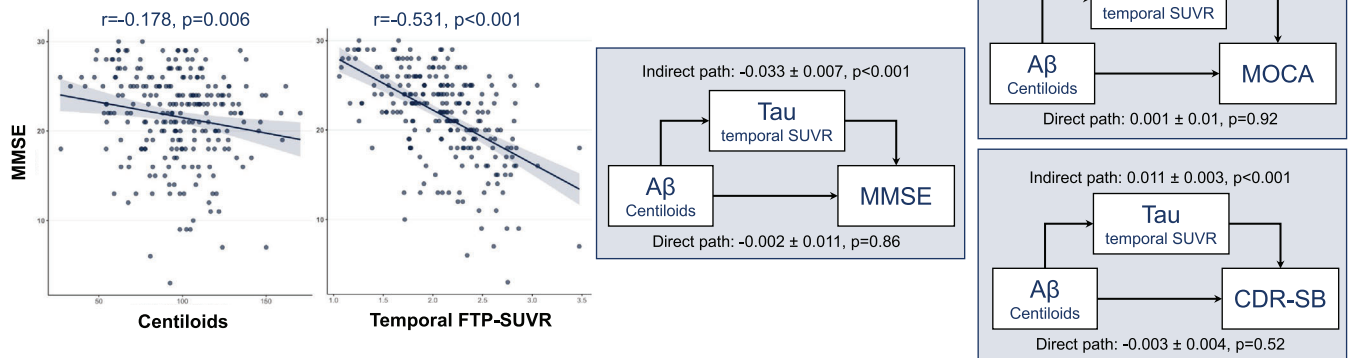 r=-0.178, p=0.006
30
20
10
MMSE
50
100
150
Centiloids
r=-0.531, p<0.001
30
20
10
1.0
1.5
2.0
2.5
3.0
3.5
Temporal FTP-SUVR
Indirect path: -0.033 ± 0.007, p<0.001
Tau
temporal SUVR
Aβ
Centiloids
MMSE
Direct path: -0.002 ± 0.011, p=0.86
temporal SUVR
Aβ
Centiloids
MOCA
Direct path: 0.001 ± 0.01, p=0.92
Indirect path: 0.011 ± 0.003, p<0.001
Tau
temporal SUVR
Aβ
Centiloids
CDR-SB
Direct path: -0.003 ± 0.004, p=0.52